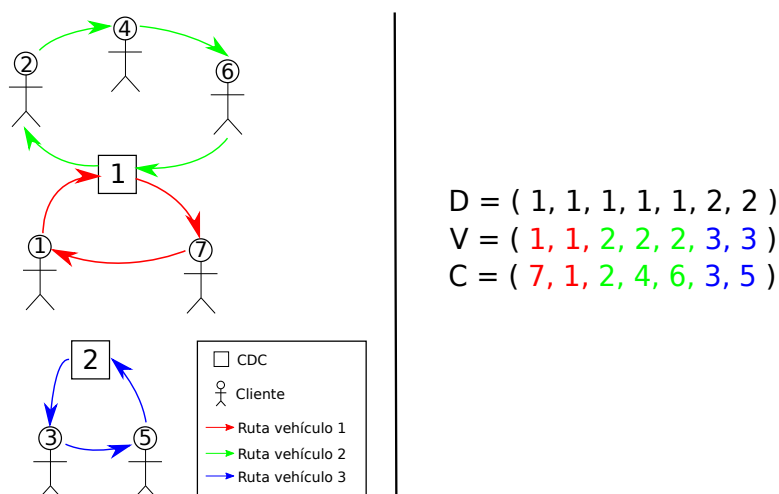 4
2
6
1
1
7
2
3
5
CDC
Cliente
Ruta vehículo 1
Ruta vehículo 2
Ruta vehículo 3
D = ( 1, 1, 1, 1, 1, 2, 2 )
V = ( 1, 1, 2, 2, 2, 3, 3 )
C = ( 7, 1, 2, 4, 6, 3, 5 )